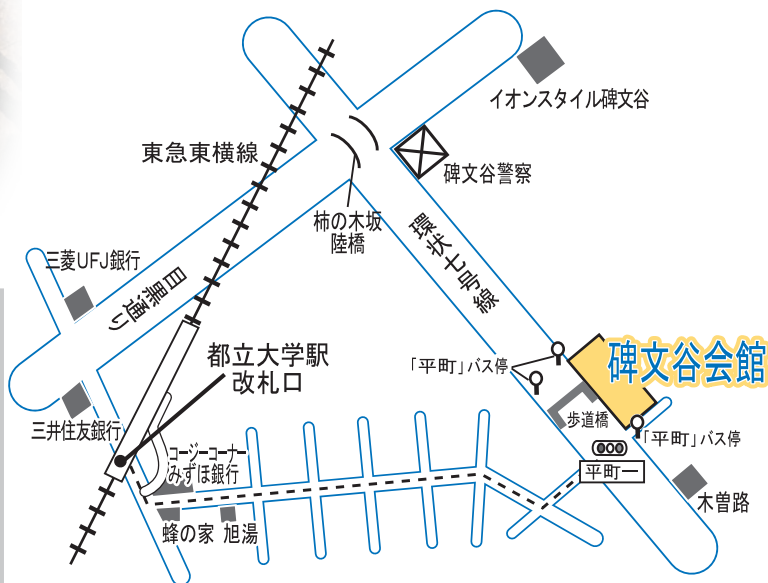 イオンスタイル碑文谷
東急東横線
碑文谷警察
柿の木坂
陸橋
環状七号線
三菱UFJ銀行
目黒通り
都立大学駅
改札口
「平町」バス停
碑文谷会館
歩道橋
「平町」バス停
三井住友銀行
コージーコーナー
みずほ銀行
平町一
木曽路
蜂の家
旭湯